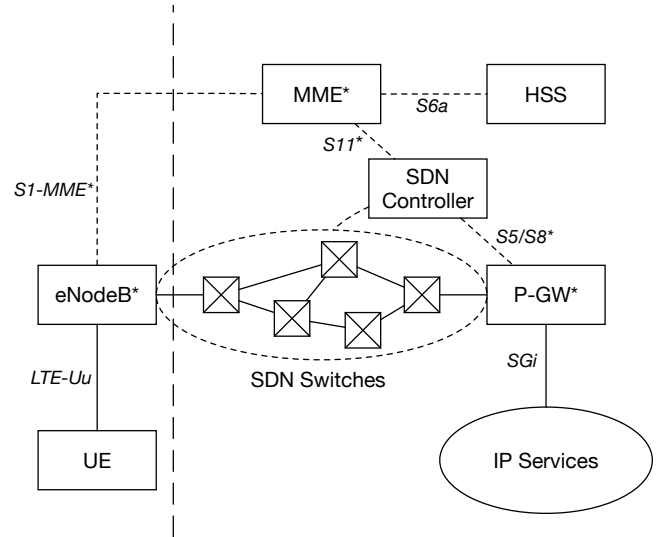 MME*
S6a
HSS
S11*
SDN
Controller
S1-MME*
S5/S8*
eNodeB*
P-GW*
SDN Switches
LTE-Uu
SGi
UE
IP Services